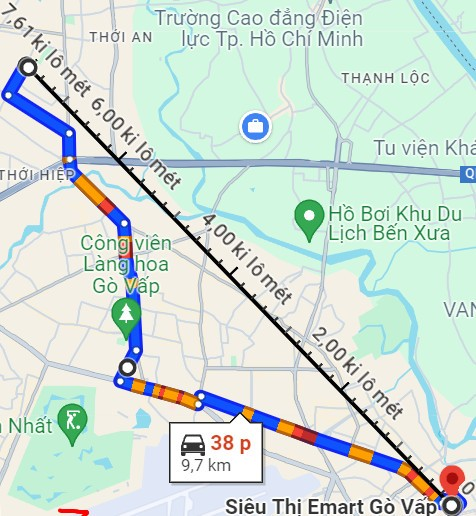 Trường Cao đẳng Điện
lực Tp. Hồ Chí Minh
THỚI AN
7,61 ki lô mét
THẠNH LỘC
6,00 ki lô mét
Tu viện Khá
THỚI HIỆP
Q
4,00 ki lô mét
Hồ Bơi Khu Du
Lịch Bến Xưa
Công viên
Làng hoa
Gò Vấp
VAN
2,00 ki lô mét
n Nhất
38 p
9,7 km
Siêu Thị Emart Gò Vấp
0